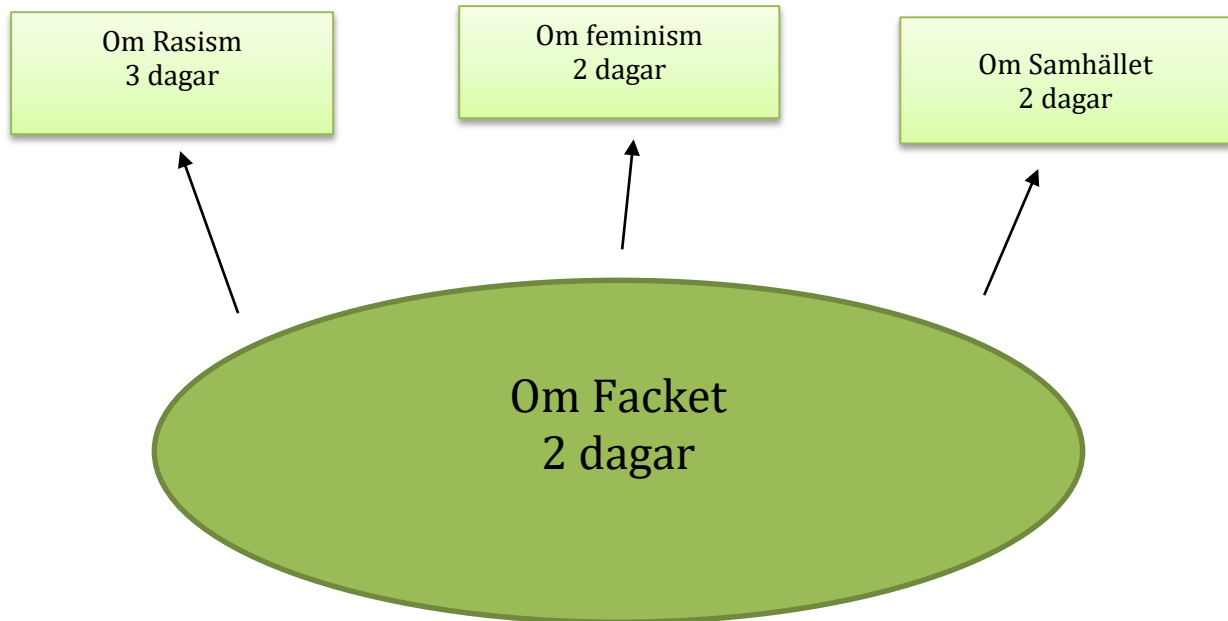 Om Rasism
3 dagar
Om feminism
2 dagar
Om Samhället
2 dagar
Om Facket
2 dagar